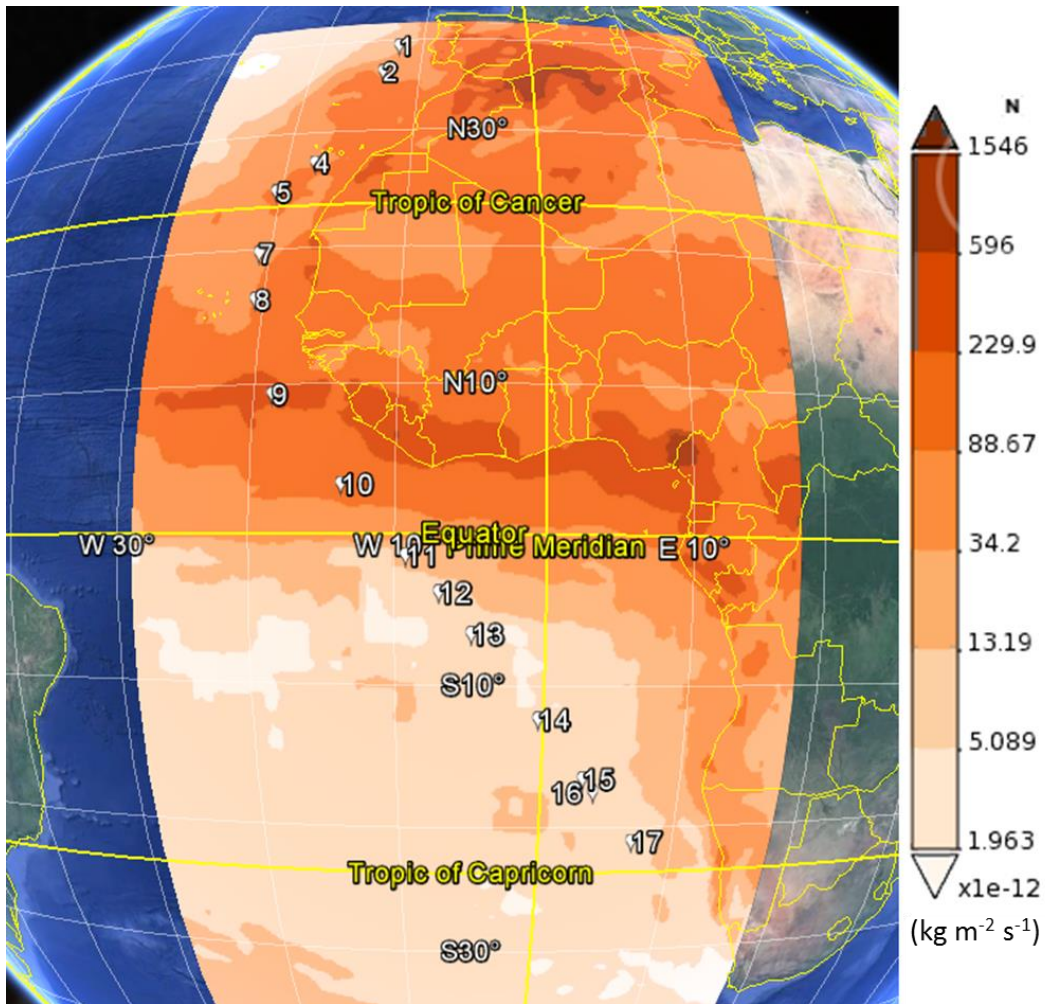 1
2
N30°
4
5
Tropic of Cancer
7
8
N10°
9
10
Equator
W 30°
W 10
Prime Meridian
E 10°
11
12
13
S10°
14
15
16
17
Tropic of Capricorn
S30°
N
1546
596
229.9
88.67
34.2
13.19
5.089
1.963
x1e-12
(kg m-2 s-1)